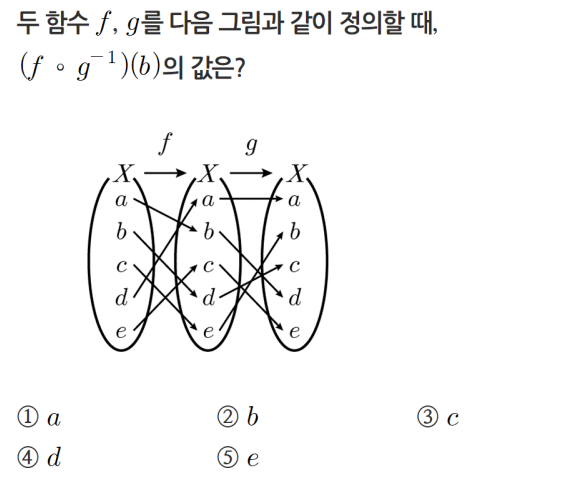 두 함수 f, g를 다음 그림과 같이 정의할 때,
(f ∘ g⁻¹)(b)의 값은?
f g
X X X
a a a
b b b
c c c
d d d
e e e
① a ② b ③ c
④ d ⑤ e